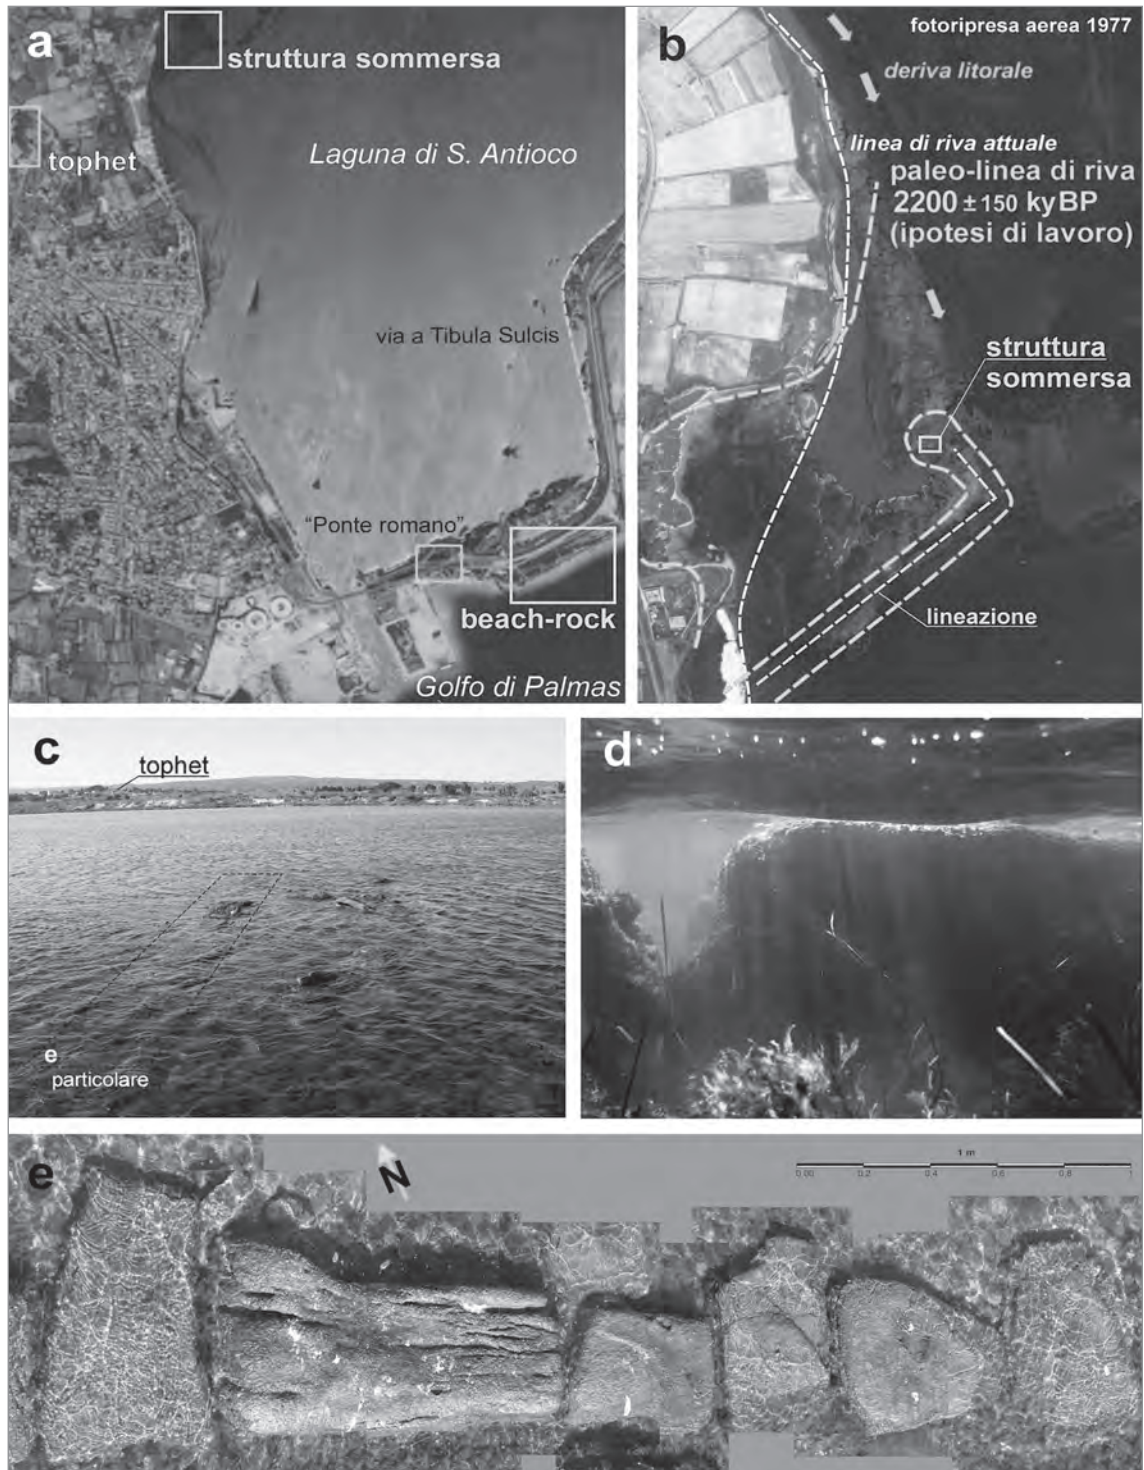 a
struttura sommersa
tophet
Laguna di S. Antioco
via a Tibula Sulcis
"Ponte romano"
beach-rock
Golfo di Palmas
b
fotoripresa aerea 1977
deriva litorale
linea di riva attuale
paleo-linea di riva
2200 ± 150 ky BP
(ipotesi di lavoro)
struttura
sommersa
lineazione
c
tophet
e
particolare
d
e
N
1 m
0,00 0,2 0,4 0,6 0,8 1